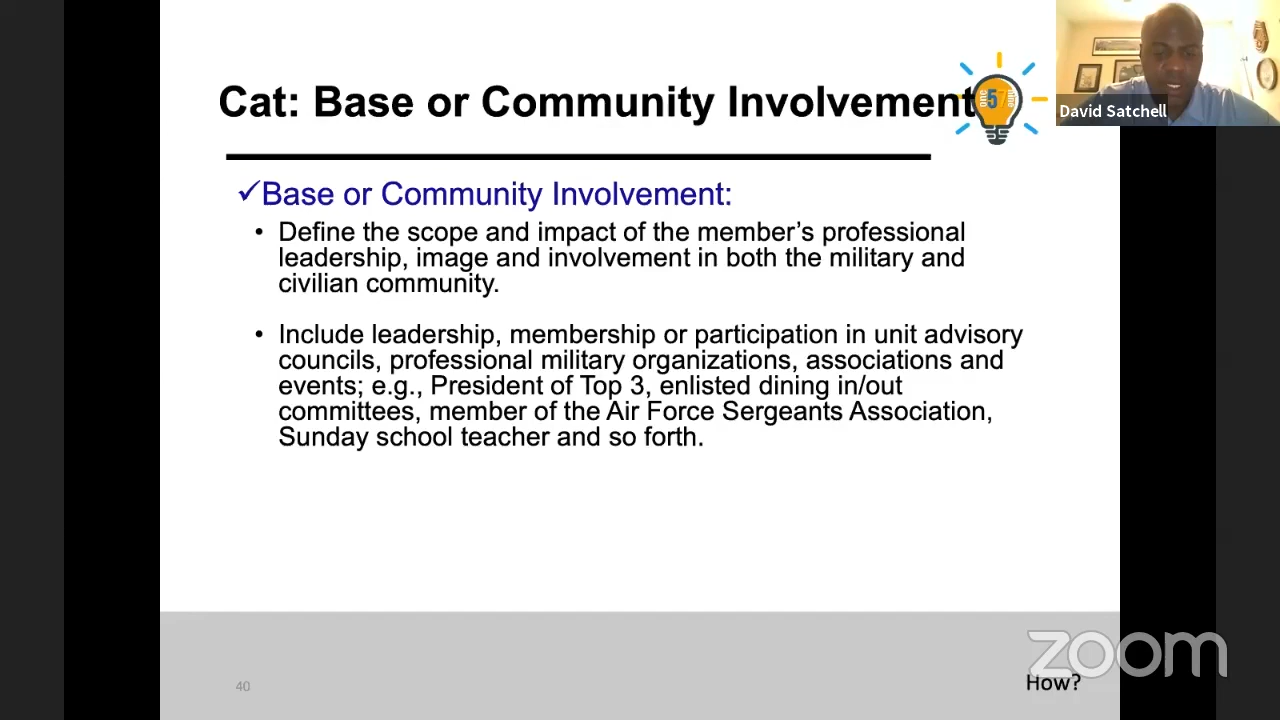 Cat: Base or Community Involvement
one 57 nine
David Satchell
✓Base or Community Involvement:
• Define the scope and impact of the member’s professional
leadership, image and involvement in both the military and
civilian community.
• Include leadership, membership or participation in unit advisory
councils, professional military organizations, associations and
events; e.g., President of Top 3, enlisted dining in/out
committees, member of the Air Force Sergeants Association,
Sunday school teacher and so forth.
zoom
40
How?